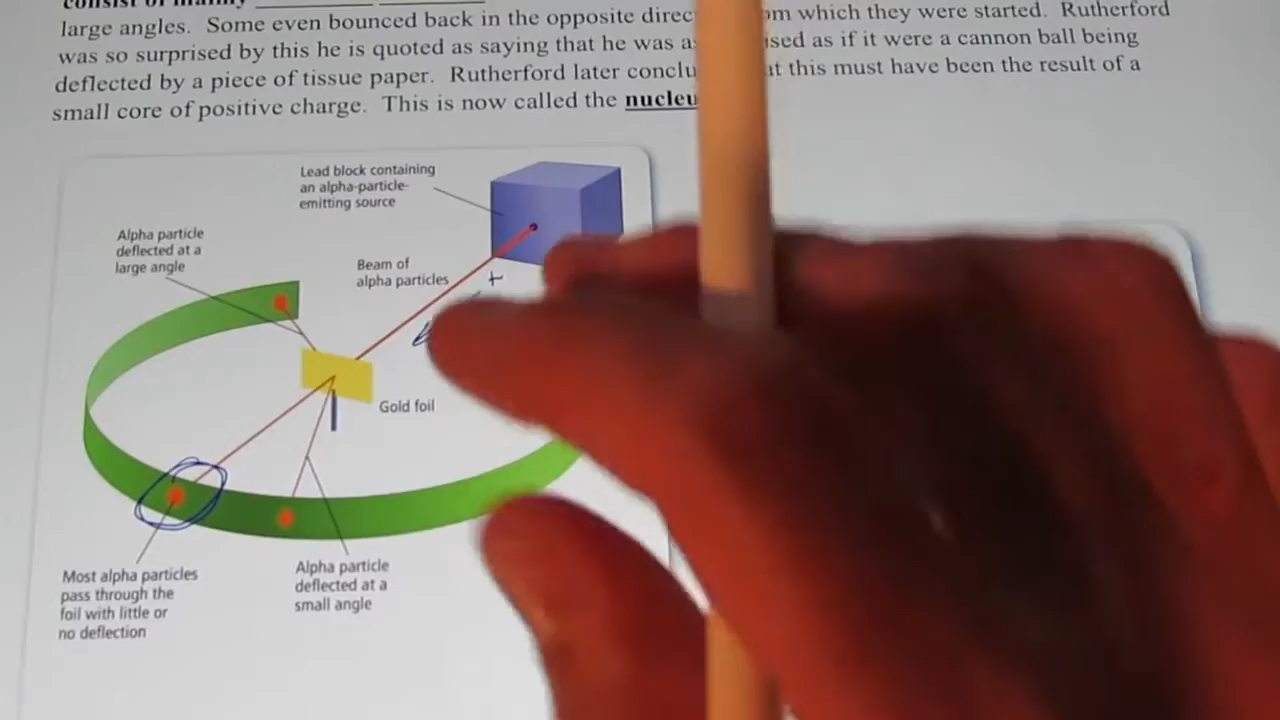 consist of mainly
large angles. Some even bounced back in the opposite from which they were started. Rutherford
was so surprised by this he is quoted as saying that he was as if it were a cannon ball being
deflected by a piece of tissue paper. Rutherford later this must have been the result of a
small core of positive charge. This is now called the
Lead block containing
an alpha-particle-
emitting source
Alpha particle
deflected at a
large angle
Beam of
alpha particles
+
Gold foil
Most alpha particles
pass through the
foil with little or
no deflection
Alpha particle
deflected at a
small angle